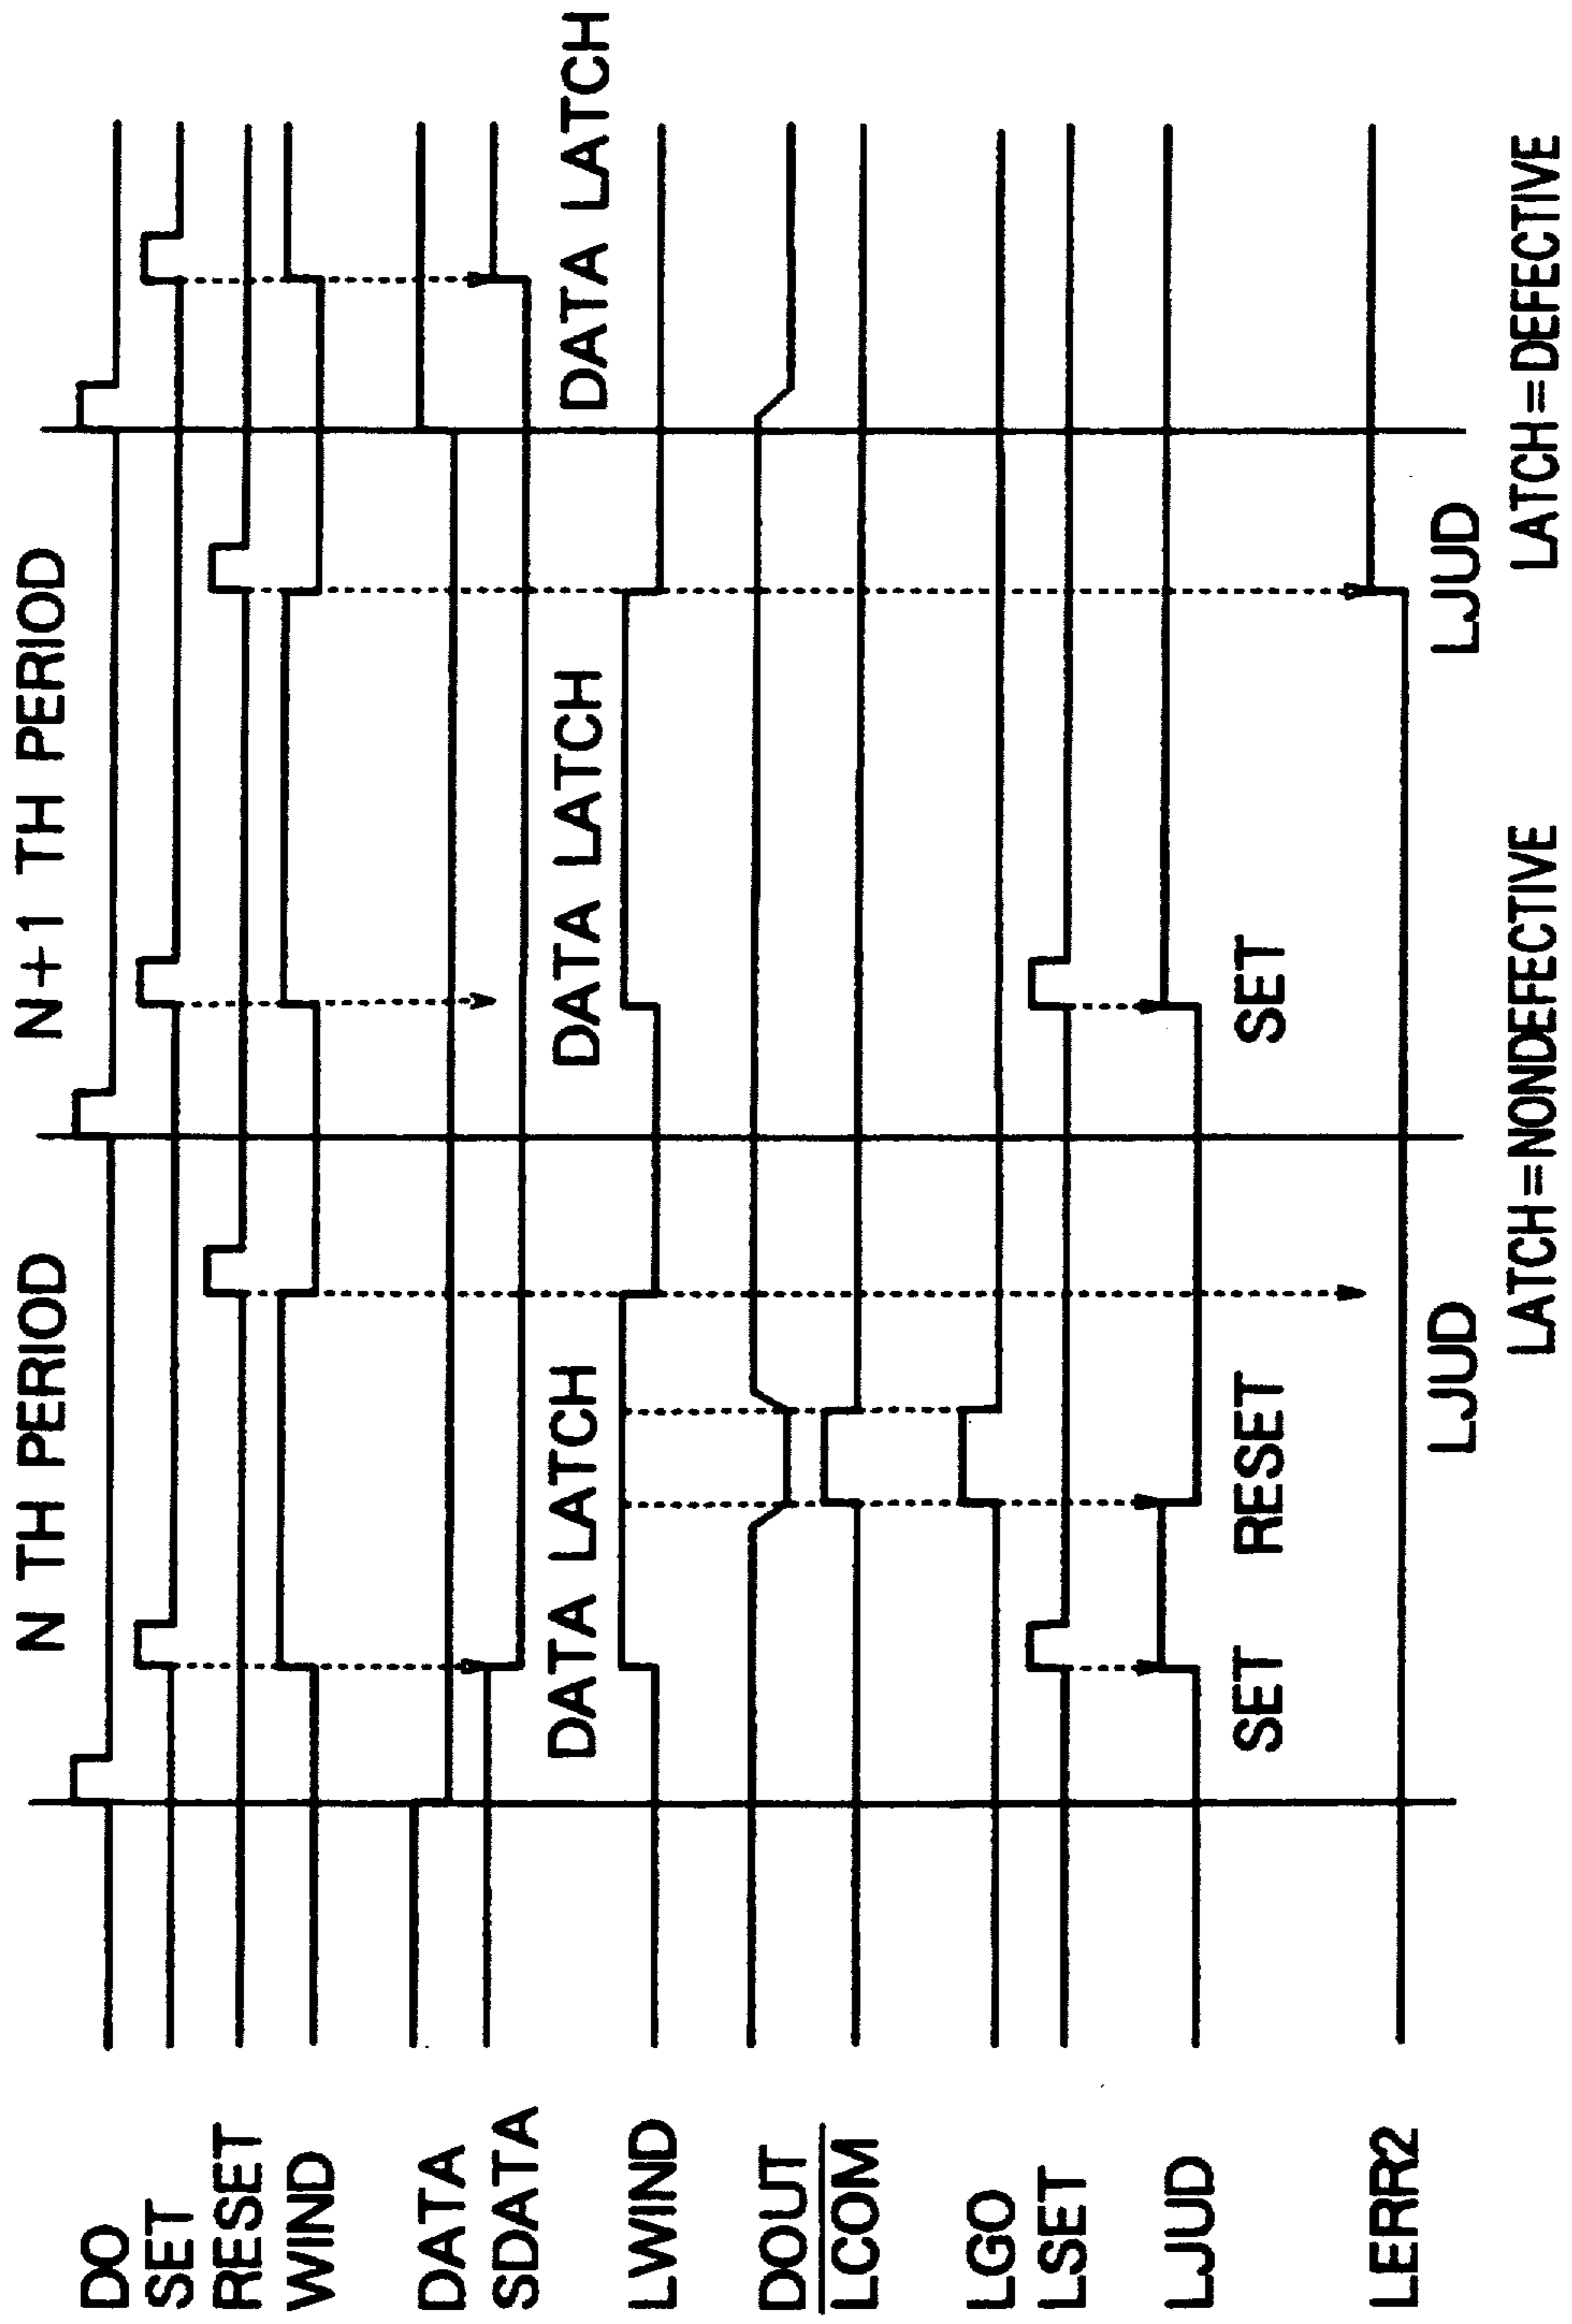 N TH PERIOD
N+1 TH PERIOD
DO
SET
RESET
WIND
DATA
SDATA
DATA LATCH
DATA LATCH
DATA LATCH
LWIND
DOUT
LCOM
LGO
LSET
LJUD
SET
RESET
SET
LERR2
LJUD
LJUD
LATCH=NONDEFECTIVE
LATCH=DEFECTIVE